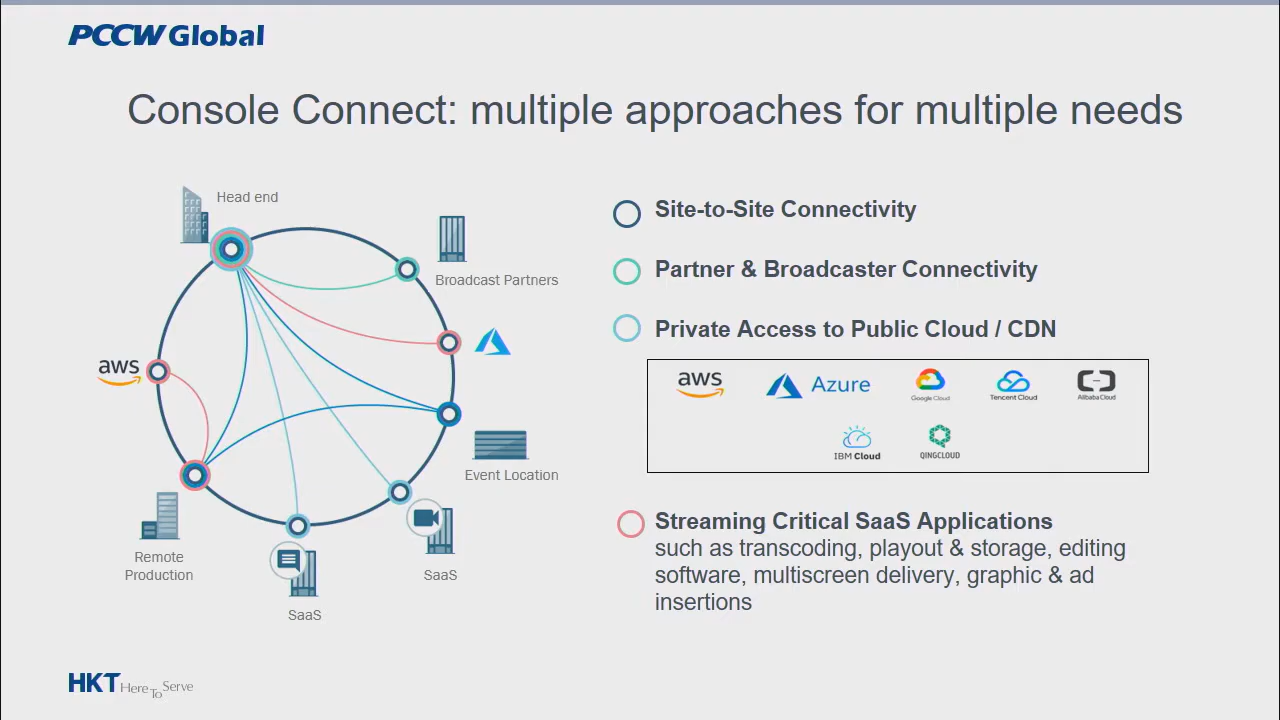 PCCW Global
Console Connect: multiple approaches for multiple needs
Head end
Broadcast Partners
aws
Event Location
Remote
Production
SaaS
SaaS
Site-to-Site Connectivity
Partner & Broadcaster Connectivity
Private Access to Public Cloud / CDN
aws
Azure
Google Cloud
Tencent Cloud
Alibaba Cloud
IBM Cloud
QINGCLOUD
Streaming Critical SaaS Applications
such as transcoding, playout & storage, editing
software, multiscreen delivery, graphic & ad
insertions
HKT Here To Serve